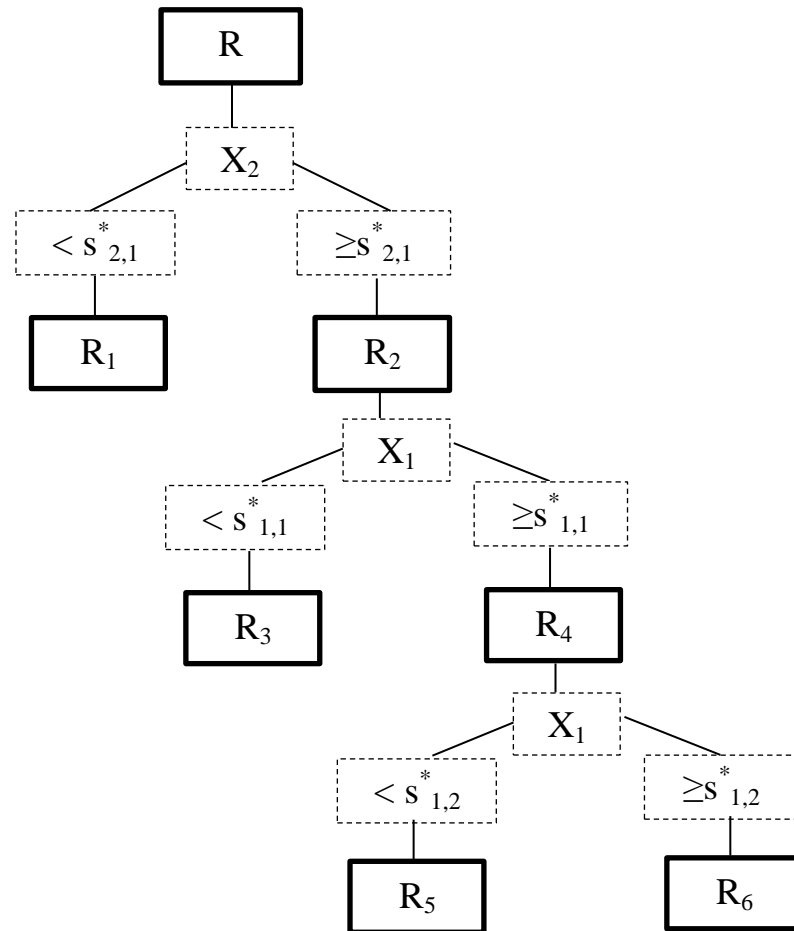 R
X₂
< s*₂,₁ ≥s*₂,₁
R₁ R₂
X₁
< s*₁,₁ ≥s*₁,₁
R₃ R₄
X₁
< s*₁,₂ ≥s*₁,₂
R₅ R₆